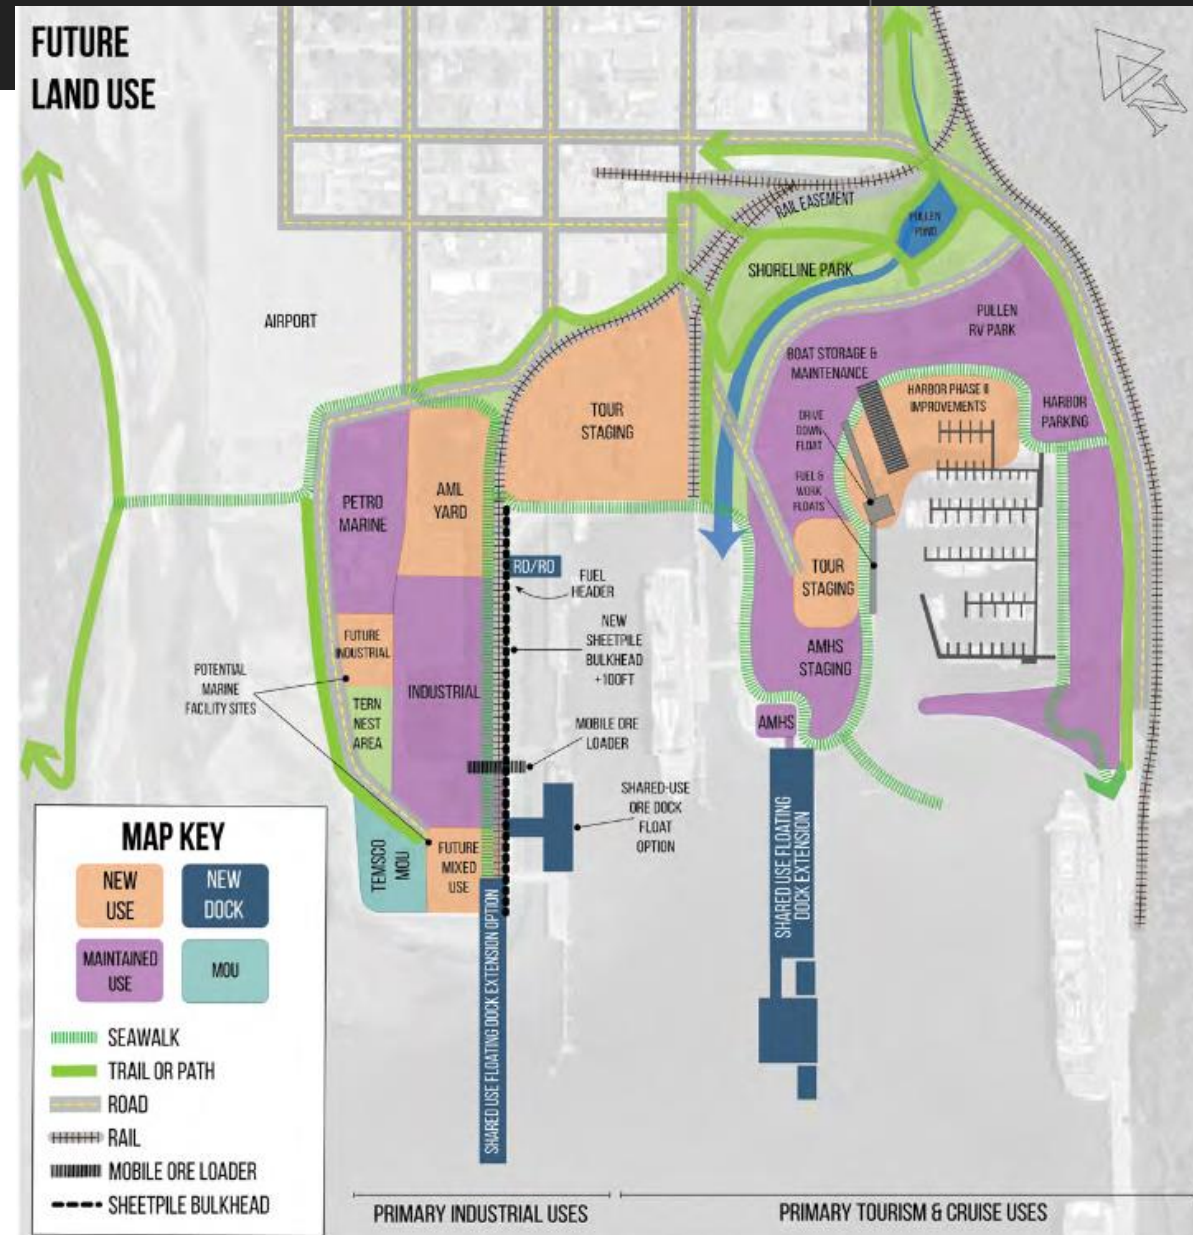 FUTURE
LAND USE
N
RAIL EASEMENT
PULLEN
POND
SHORELINE PARK
AIRPORT
PULLEN
RV PARK
BOAT STORAGE &
MAINTENANCE
HARBOR PHASE II
IMPROVEMENTS
HARBOR
PARKING
TOUR
STAGING
DRIVE
DOWN
FLOAT
PETRO
MARINE
AML
YARD
FUEL &
WORK
FLOATS
RO/RO
FUEL
HEADER
TOUR
STAGING
NEW
SHEETPILE
BULKHEAD
+100FT
FUTURE
INDUSTRIAL
AMHS
STAGING
POTENTIAL
MARINE
FACILITY SITES
INDUSTRIAL
TERN
NEST
AREA
AMHS
MOBILE ORE
LOADER
SHARED-USE
ORE DOCK
FLOAT
OPTION
TEMSCO
MOU
FUTURE
MIXED
USE
SHARED USE FLOATING
DOCK EXTENSION
SHARED USE FLOATING DOCK EXTENSION OPTION
MAP KEY
NEW
USE
NEW
DOCK
MAINTAINED
USE
MOU
SEAWALK
TRAIL OR PATH
ROAD
RAIL
MOBILE ORE LOADER
SHEETPILE BULKHEAD
PRIMARY INDUSTRIAL USES
PRIMARY TOURISM & CRUISE USES